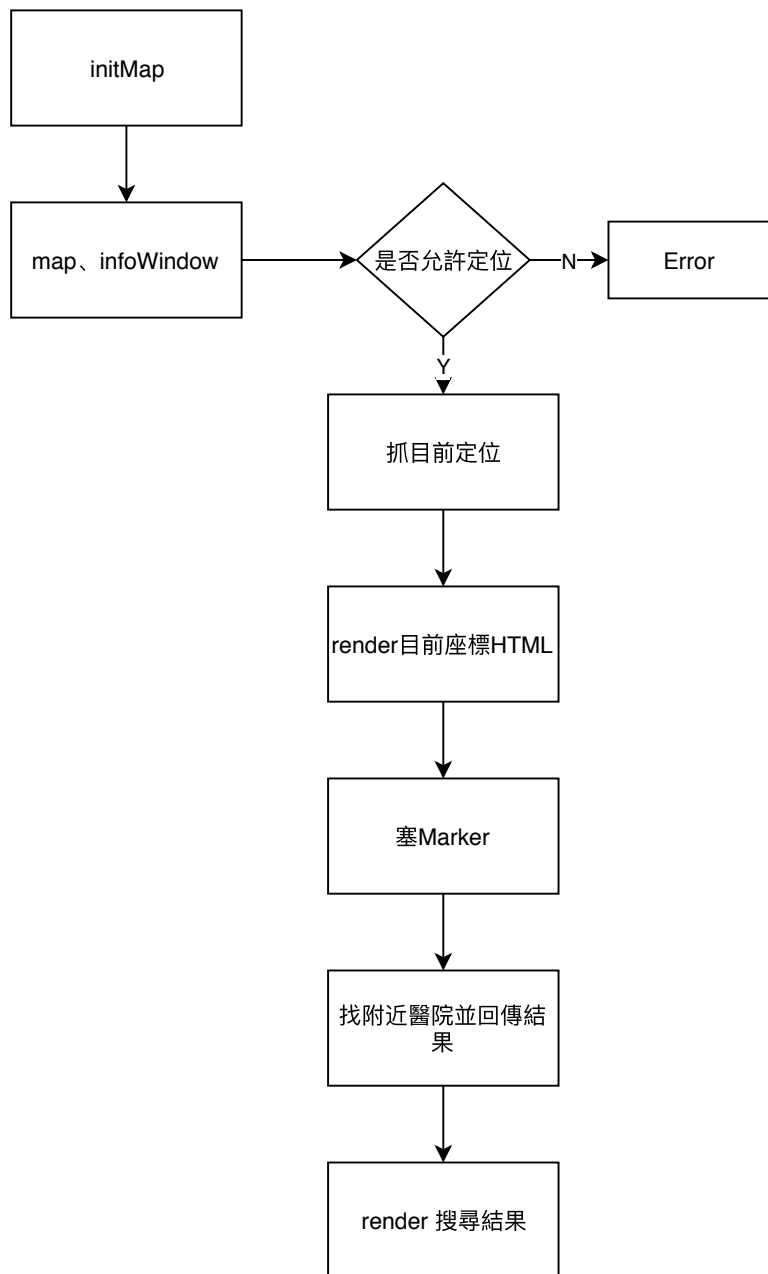 initMap
map、infoWindow
是否允許定位
N
Error
Y
抓目前定位
render目前座標HTML
塞Marker
找附近醫院並回傳結
果
render 搜尋結果